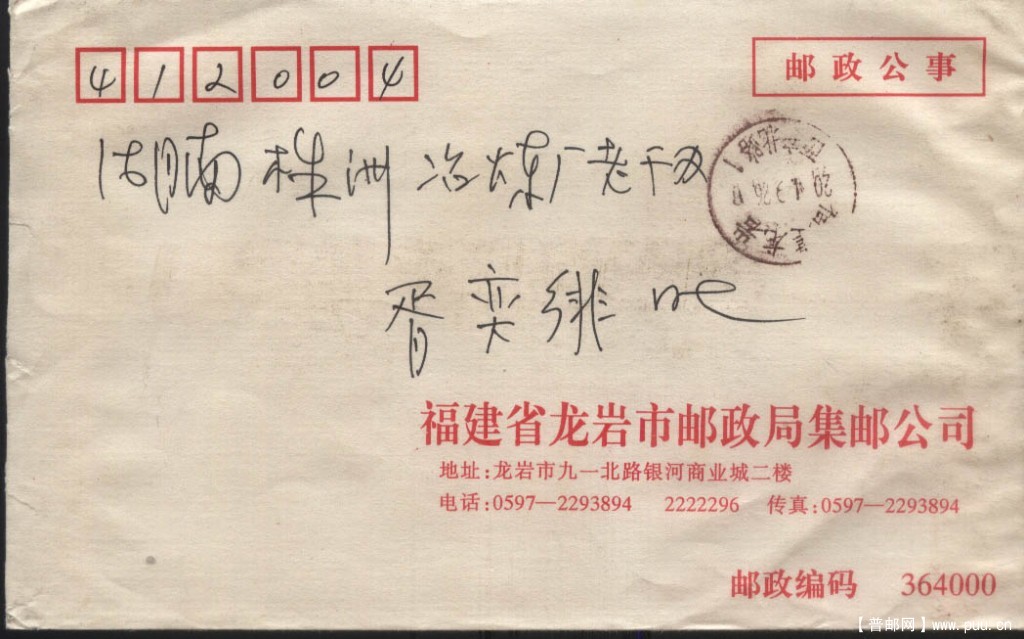 412004
邮政公事
湖南株洲冶炼厂老干办
胥奕绯
福建省龙岩市邮政局集邮公司
地址:龙岩市九一北路银河商业城二楼
电话:0597—2293894 2222296 传真:0597—2293894
邮政编码 364000
【普邮网】www.puu.cn